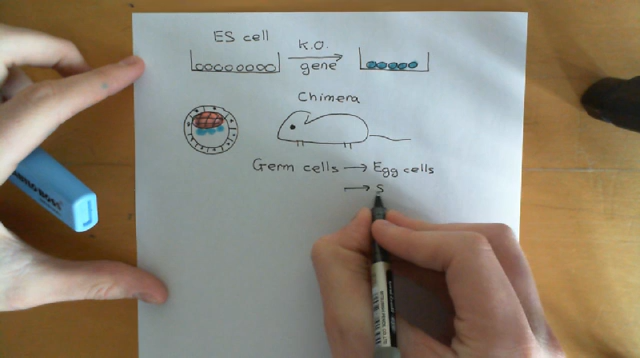 ES cell
K.O.
gene
Chimera
Germ cells → Egg cells
→ S